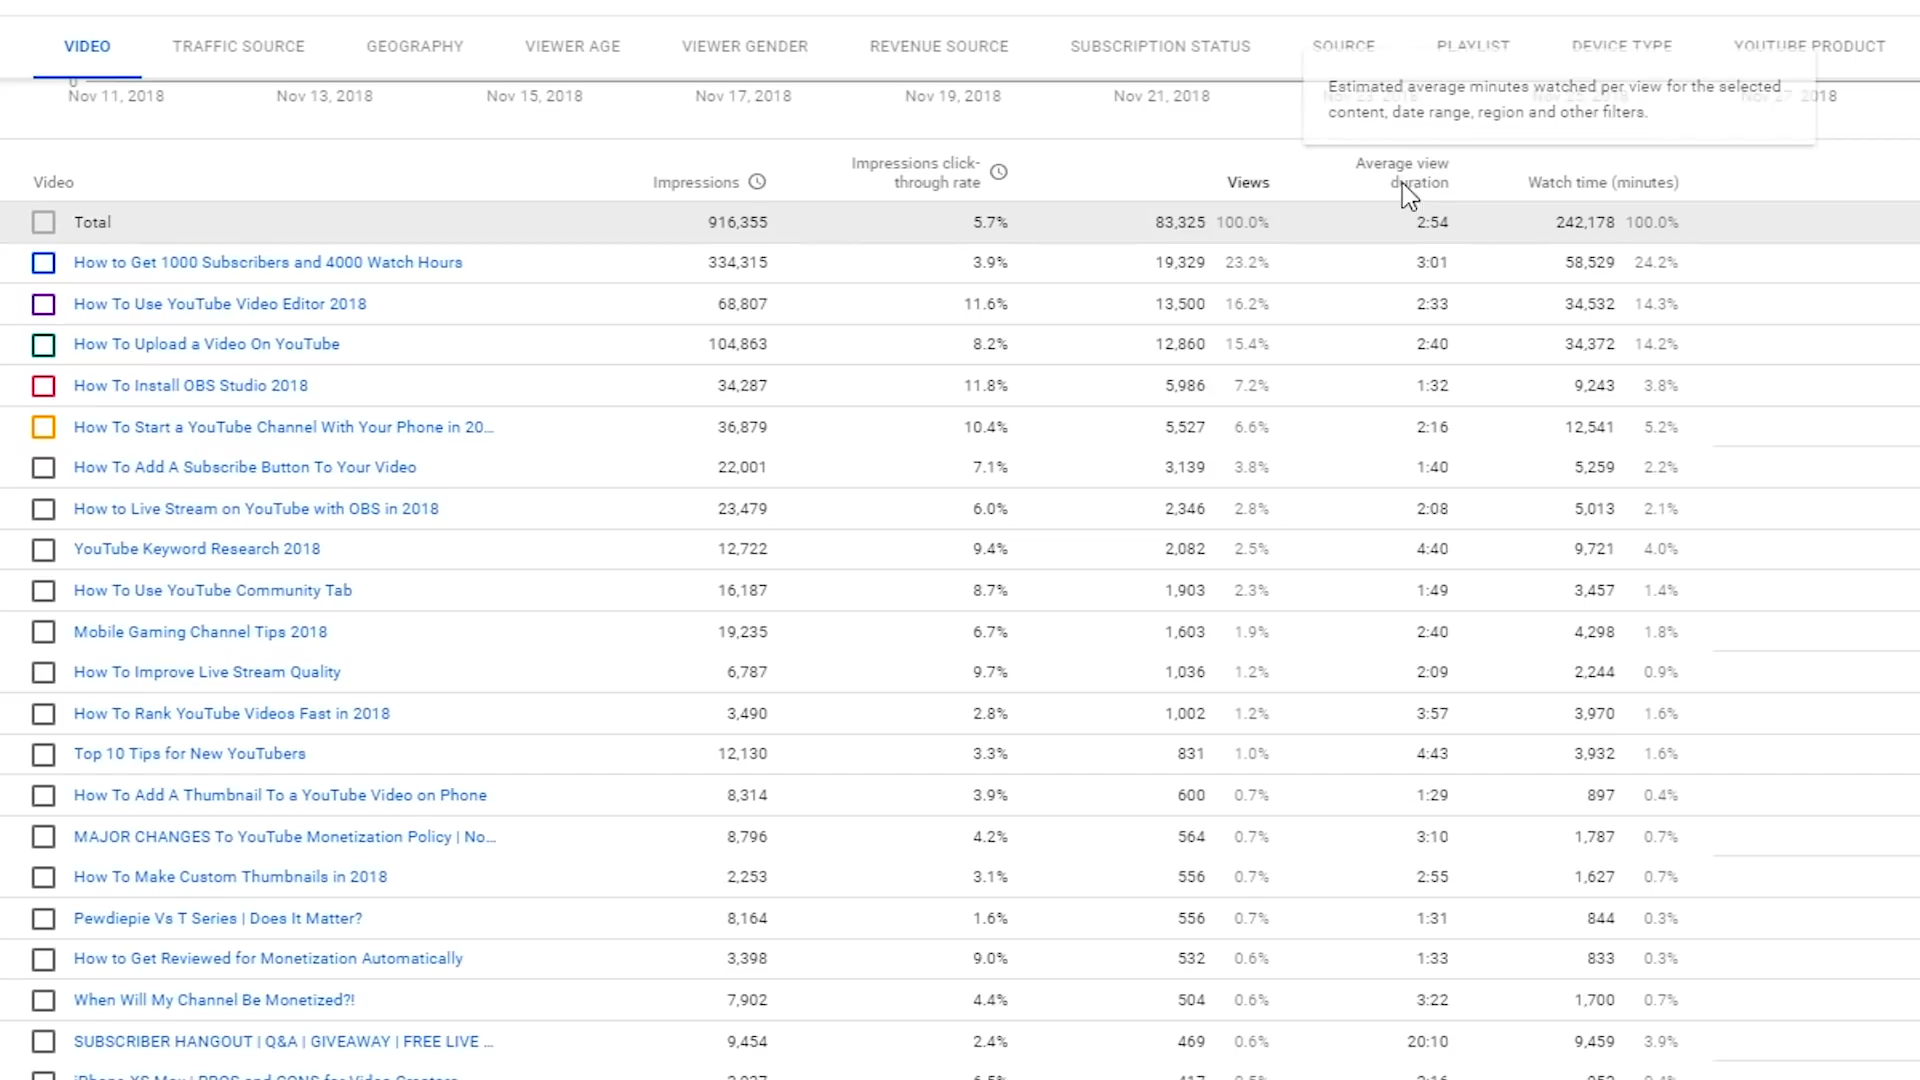 VIDEO TRAFFIC SOURCE GEOGRAPHY VIEWER AGE VIEWER GENDER REVENUE SOURCE SUBSCRIPTION STATUS SOURCE PLAYLIST DEVICE TYPE YOUTUBE PRODUCT
0
Nov 11, 2018 Nov 13, 2018 Nov 15, 2018 Nov 17, 2018 Nov 19, 2018 Nov 21, 2018 2018
Estimated average minutes watched per view for the selected
content, date range, region and other filters.
Video Impressions Impressions click-through rate Views Average view duration Watch time (minutes)
Total 916,355 5.7% 83,325 100.0% 2:54 242,178 100.0%
How to Get 1000 Subscribers and 4000 Watch Hours 334,315 3.9% 19,329 23.2% 3:01 58,529 24.2%
How To Use YouTube Video Editor 2018 68,807 11.6% 13,500 16.2% 2:33 34,532 14.3%
How To Upload a Video On YouTube 104,863 8.2% 12,860 15.4% 2:40 34,372 14.2%
How To Install OBS Studio 2018 34,287 11.8% 5,986 7.2% 1:32 9,243 3.8%
How To Start a YouTube Channel With Your Phone in 20... 36,879 10.4% 5,527 6.6% 2:16 12,541 5.2%
How To Add A Subscribe Button To Your Video 22,001 7.1% 3,139 3.8% 1:40 5,259 2.2%
How to Live Stream on YouTube with OBS in 2018 23,479 6.0% 2,346 2.8% 2:08 5,013 2.1%
YouTube Keyword Research 2018 12,722 9.4% 2,082 2.5% 4:40 9,721 4.0%
How To Use YouTube Community Tab 16,187 8.7% 1,903 2.3% 1:49 3,457 1.4%
Mobile Gaming Channel Tips 2018 19,235 6.7% 1,603 1.9% 2:40 4,298 1.8%
How To Improve Live Stream Quality 6,787 9.7% 1,036 1.2% 2:09 2,244 0.9%
How To Rank YouTube Videos Fast in 2018 3,490 2.8% 1,002 1.2% 3:57 3,970 1.6%
Top 10 Tips for New YouTubers 12,130 3.3% 831 1.0% 4:43 3,932 1.6%
How To Add A Thumbnail To a YouTube Video on Phone 8,314 3.9% 600 0.7% 1:29 897 0.4%
MAJOR CHANGES To YouTube Monetization Policy | No... 8,796 4.2% 564 0.7% 3:10 1,787 0.7%
How To Make Custom Thumbnails in 2018 2,253 3.1% 556 0.7% 2:55 1,627 0.7%
Pewdiepie Vs T Series | Does It Matter? 8,164 1.6% 556 0.7% 1:31 844 0.3%
How to Get Reviewed for Monetization Automatically 3,398 9.0% 532 0.6% 1:33 833 0.3%
When Will My Channel Be Monetized?! 7,902 4.4% 504 0.6% 3:22 1,700 0.7%
SUBSCRIBER HANGOUT | Q&A | GIVEAWAY | FREE LIVE ... 9,454 2.4% 469 0.6% 20:10 9,459 3.9%